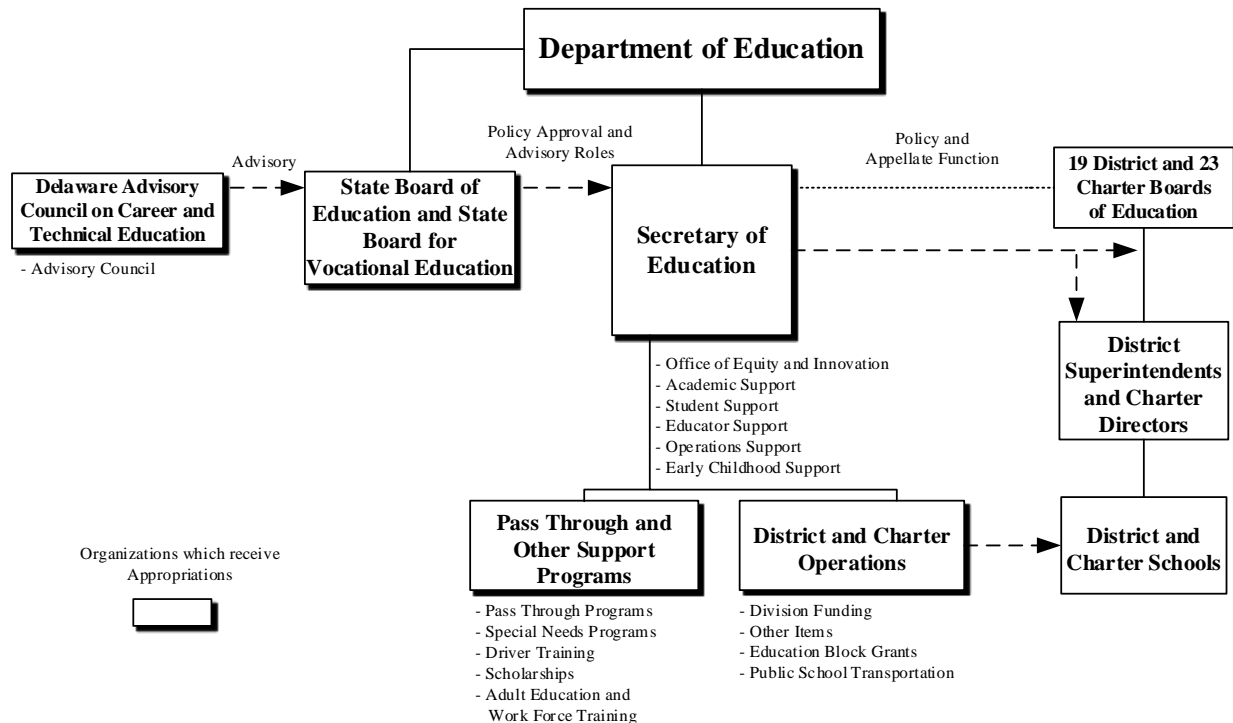 Department of Education
Policy Approval and
Advisory Roles
Policy and
Appellate Function
Advisory
Delaware Advisory
Council on Career and
Technical Education
- Advisory Council
State Board of
Education and State
Board for
Vocational Education
Secretary of
Education
19 District and 23
Charter Boards
of Education
- Office of Equity and Innovation
- Academic Support
- Student Support
- Educator Support
- Operations Support
- Early Childhood Support
District
Superintendents
and Charter
Directors
Pass Through and
Other Support
Programs
- Pass Through Programs
- Special Needs Programs
- Driver Training
- Scholarships
- Adult Education and
Work Force Training
District and Charter
Operations
- Division Funding
- Other Items
- Education Block Grants
- Public School Transportation
District and
Charter Schools
Organizations which receive
Appropriations